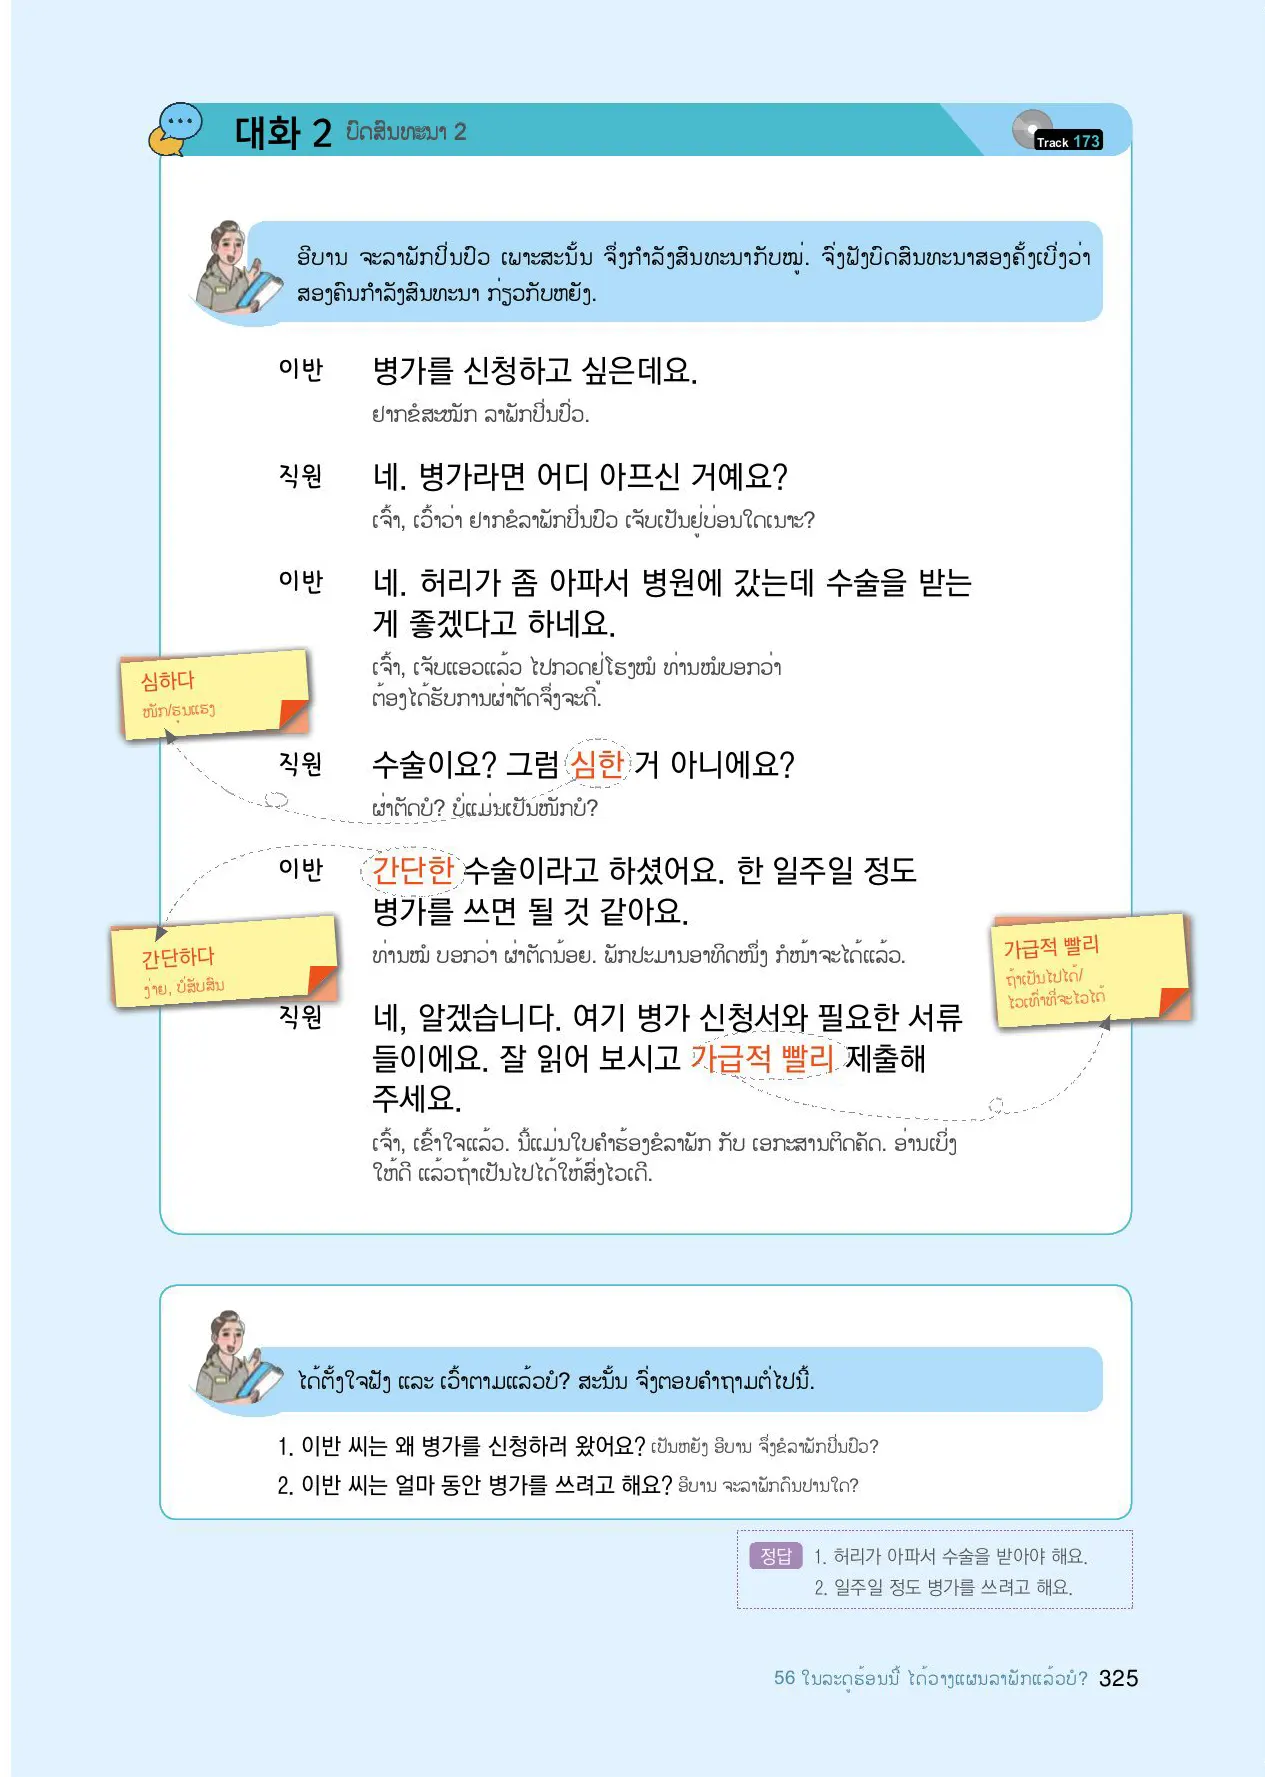 대화 2 ບົດສົນທະນາ 2
Track 173
ອີບານ ຈະລາພັກປິ່ນປົວ ເພາະສະນັ້ນ ຈຶ່ງກຳລັງສົນທະນາກັບໝູ່. ຈົ່ງຟັງບົດສົນທະນາສອງຄັ້ງເບິ່ງວ່າ
ສອງຄົນກຳລັງສົນທະນາ ກ່ຽວກັບຫຍັງ.
이반 병가를 신청하고 싶은데요.
ຢາກຂໍສະໝັກ ລາພັກປິ່ນປົ່ວ.
직원 네. 병가라면 어디 아프신 거예요?
ເຈົ້າ, ເວົ້າວ່າ ຢາກຂໍລາພັກປິ່ນປົວ ເຈັບເປັນຢູ່ບ່ອນໃດເນາະ?
이반 네. 허리가 좀 아파서 병원에 갔는데 수술을 받는
게 좋겠다고 하네요.
ເຈົ້າ, ເຈັບແອວແລ້ວ ໄປກວດຢູ່ໂຮງໝໍ ທ່ານໝໍບອກວ່າ
ຕ້ອງໄດ້ຮັບການຜ່າຕັດຈຶ່ງຈະດີ.
심하다
ໜັກ/ຮຸນແຮງ
직원 수술이요? 그럼 심한 거 아니에요?
ຜ່າຕັດບໍ? ບໍ່ແມ່ນເປັນໜັກບໍ?
이반 간단한 수술이라고 하셨어요. 한 일주일 정도
병가를 쓰면 될 것 같아요.
ທ່ານໝໍ ບອກວ່າ ຜ່າຕັດນ້ອຍ. ພັກປະມານອາທິດໜຶ່ງ ກໍໜ້າຈະໄດ້ແລ້ວ.
간단하다
ງ່າຍ, ບໍ່ສັບສົນ
가급적 빨리
ຖ້າເປັນໄປໄດ້/
ໄວເທົ່າທີ່ຈະໄວໄດ້
직원 네, 알겠습니다. 여기 병가 신청서와 필요한 서류
들이에요. 잘 읽어 보시고 가급적 빨리 제출해
주세요.
ເຈົ້າ, ເຂົ້າໃຈແລ້ວ. ນີ້ແມ່ນໃບຄຳຮ້ອງຂໍລາພັກ ກັບ ເອກະສານຕິດຄັດ. ອ່ານເບິ່ງ
ໃຫ້ດີ ແລ້ວຖ້າເປັນໄປໄດ້ໃຫ້ສົ່ງໄວເດີ.
ໄດ້ຕັ້ງໃຈຟັງ ແລະ ເວົ້າຕາມແລ້ວບໍ? ສະນັ້ນ ຈົ່ງຕອບຄຳຖາມຕໍ່ໄປນີ້.
1. 이반 씨는 왜 병가를 신청하러 왔어요? ເປັນຫຍັງ ອີບານ ຈຶ່ງຂໍລາພັກປິ່ນປົວ?
2. 이반 씨는 얼마 동안 병가를 쓰려고 해요? ອີບານ ຈະລາພັກດົນປານໃດ?
정답 1. 허리가 아파서 수술을 받아야 해요.
2. 일주일 정도 병가를 쓰려고 해요.
56 ໃນລະດູຮ້ອນນີ້ ໄດ້ວາງແຜນລາພັກແລ້ວບໍ? 325